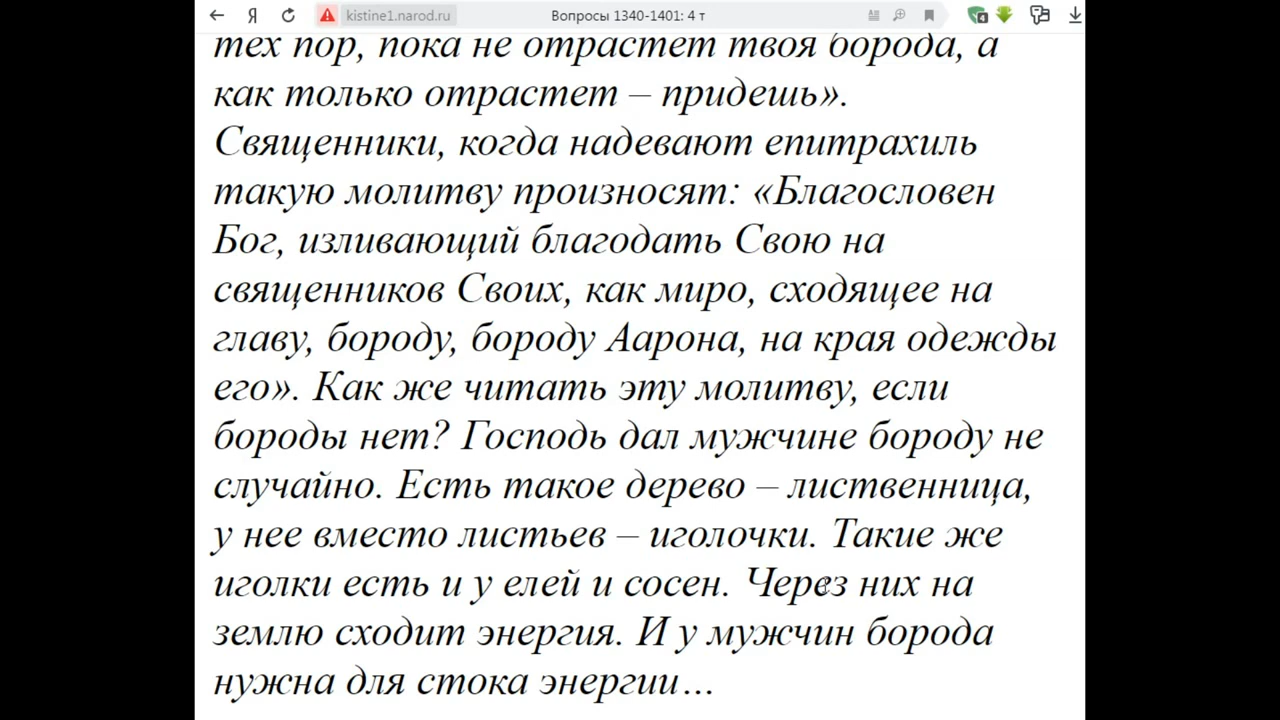 kistine1.narod.ru
Вопросы 1340-1401: 4 т
4
тех пор, пока не отрастет твоя борода, а
как только отрастет – придешь».
Священники, когда надевают епитрахиль
такую молитву произносят: «Благословен
Бог, изливающий благодать Свою на
священников Своих, как миро, сходящее на
главу, бороду, бороду Аарона, на края одежды
его». Как же читать эту молитву, если
бороды нет? Господь дал мужчине бороду не
случайно. Есть такое дерево – лиственница,
у нее вместо листьев – иголочки. Такие же
иголки есть и у елей и сосен. Через них на
землю сходит энергия. И у мужчин борода
нужна для стока энергии…